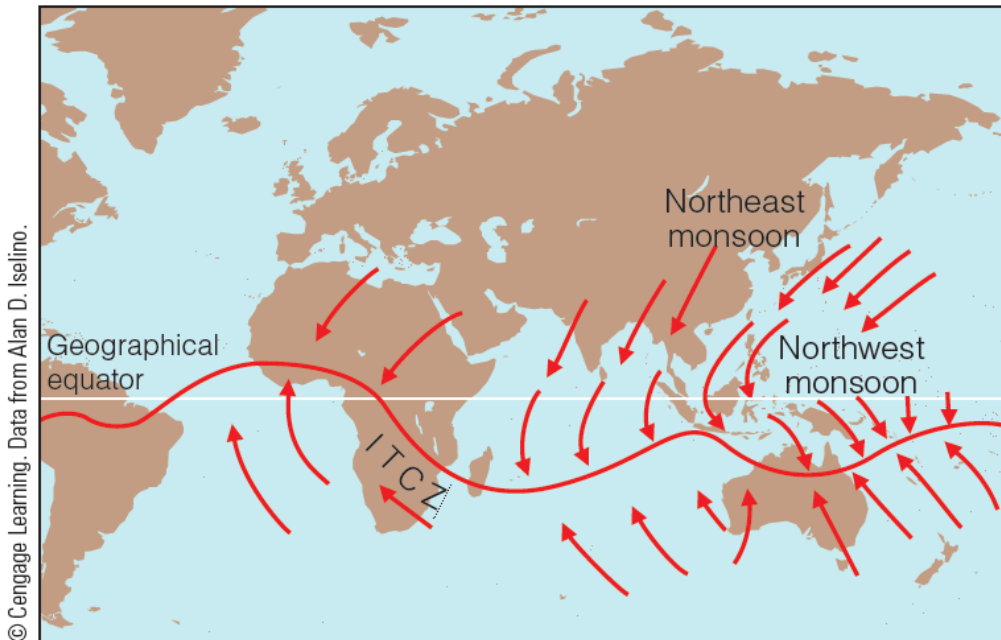 © Cengage Learning. Data from Alan D. Iselino.
Northeast
monsoon
Geographical
equator
Northwest
monsoon
ITCZ